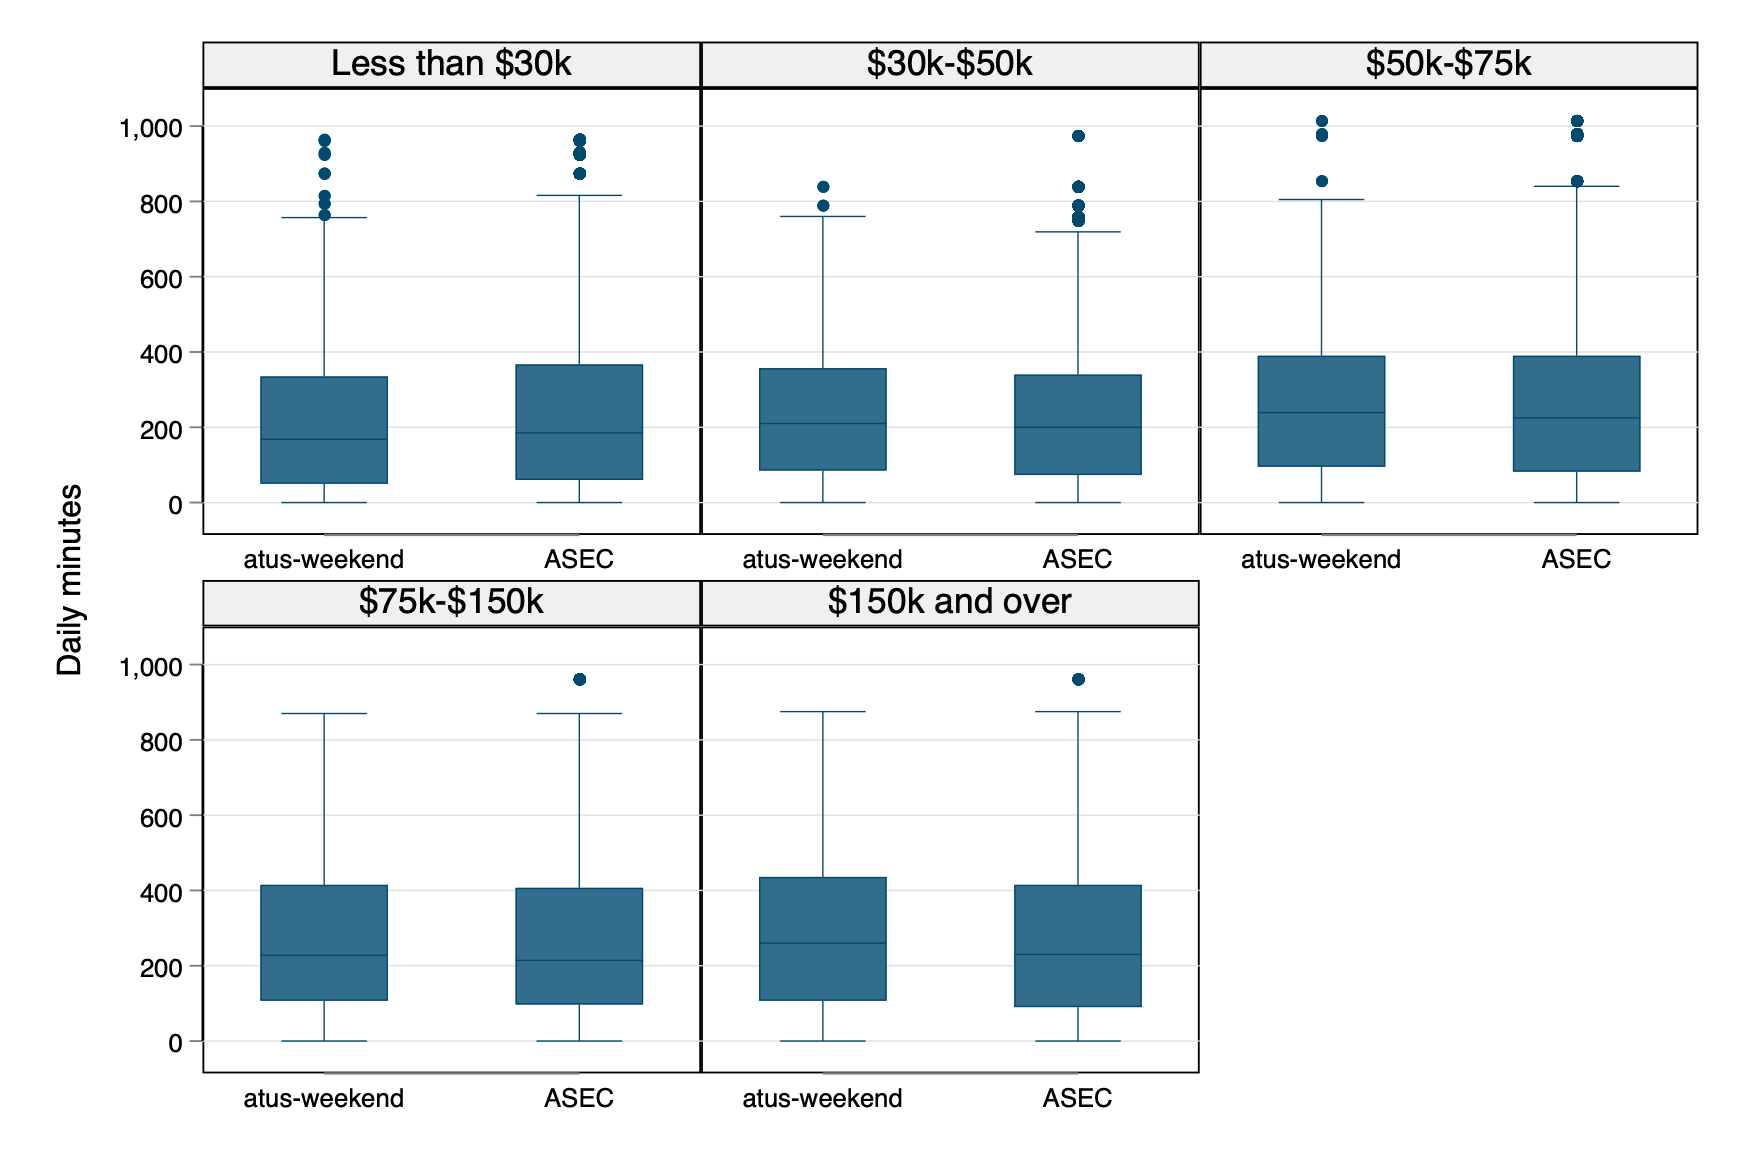 Daily minutes
Less than $30k
$30k-$50k
$50k-$75k
1,000
800
600
400
200
0
atus-weekend
ASEC
atus-weekend
ASEC
atus-weekend
ASEC
$75k-$150k
$150k and over
1,000
800
600
400
200
0
atus-weekend
ASEC
atus-weekend
ASEC